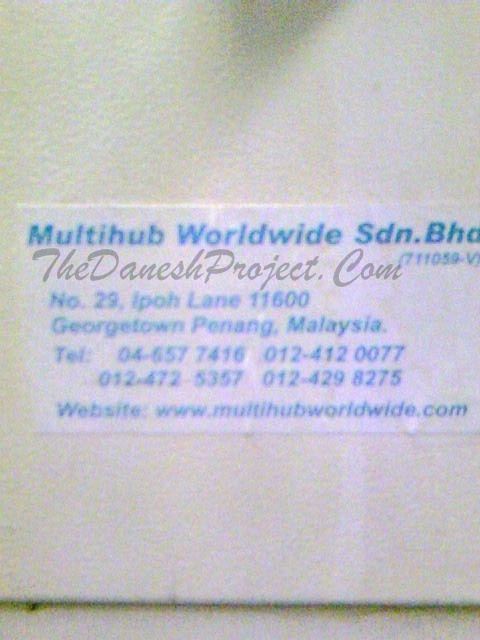 Multihub Worldwide Sdn.Bhd
(711059-V)
TheDaneshProject. Com
No. 29, Ipoh Lane 11600
Georgetown Penang, Malaysia.
Tel: 04-657 7416 012-412 0077
012-472 5357 012-429 8275
Website: www.multihubworldwide.com